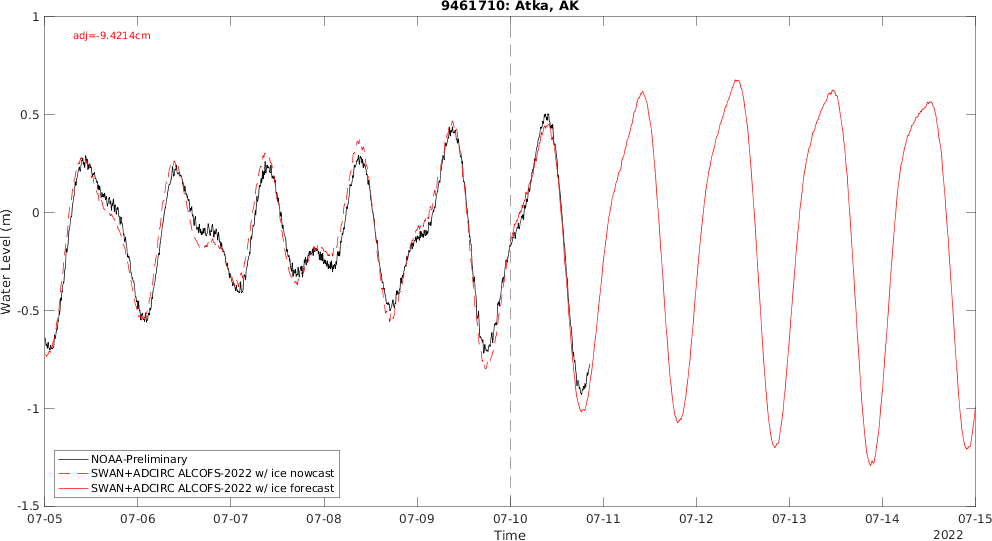 9461710: Atka, AK
adj=-9.4214cm
Water Level (m)
1
0.5
0
-0.5
-1
-1.5
NOAA-Preliminary
SWAN+ADCIRC ALCOFS-2022 w/ ice nowcast
SWAN+ADCIRC ALCOFS-2022 w/ ice forecast
07-05 07-06 07-07 07-08 07-09 07-10 07-11 07-12 07-13 07-14 07-15
Time
2022